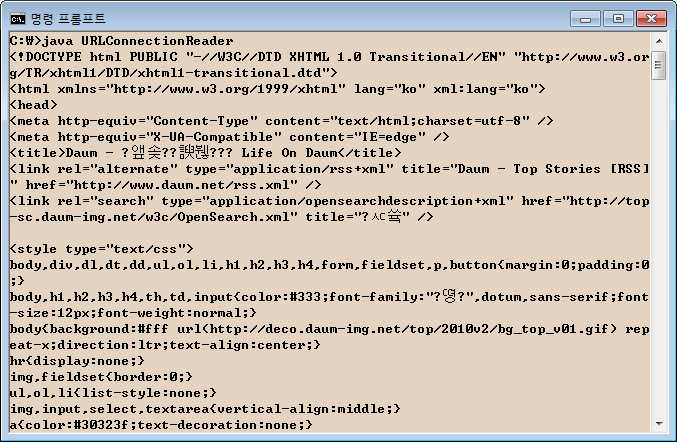 명령 프롬프트
C:\>java URLConnectionReader
<!DOCTYPE html PUBLIC "-//W3C//DTD XHTML 1.0 Transitional//EN" "http://www.w3.or
g/TR/xhtml1/DTD/xhtml1-transitional.dtd">
<html xmlns="http://www.w3.org/1999/xhtml" lang="ko" xml:lang="ko">
<head>
<meta http-equiv="Content-Type" content="text/html;charset=utf-8" />
<meta http-equiv="X-UA-Compatible" content="IE=edge" />
<title>Daum - Life On Daum</title>
<link rel="alternate" type="application/rss+xml" title="Daum - Top Stories [RSS]
" href="http://www.daum.net/rss.xml" />
<link rel="search" type="application/opensearchdescription+xml" href="http://top
-sc.daum-img.net/w3c/OpenSearch.xml" title= />
<style type="text/css">
body,div,dl,dt,dd,ul,ol,li,h1,h2,h3,h4,form,fieldset,p,button{margin:0;padding:0
;}
body,h1,h2,h3,h4,th,td,input{color:#333;font-family:"?뗭?",dotum,sans-serif;font
-size:12px;font-weight:normal;}
body{background:#fff url(http://deco.daum-img.net/top/2010v2/bg_top_v01.gif) rep
eat-x;direction:ltr;text-align:center;}
hr{display:none;}
img,fieldset{border:0;}
ul,ol,li{list-style:none;}
img,input,select,textarea{vertical-align:middle;}
a{color:#30323f;text-decoration:none;}